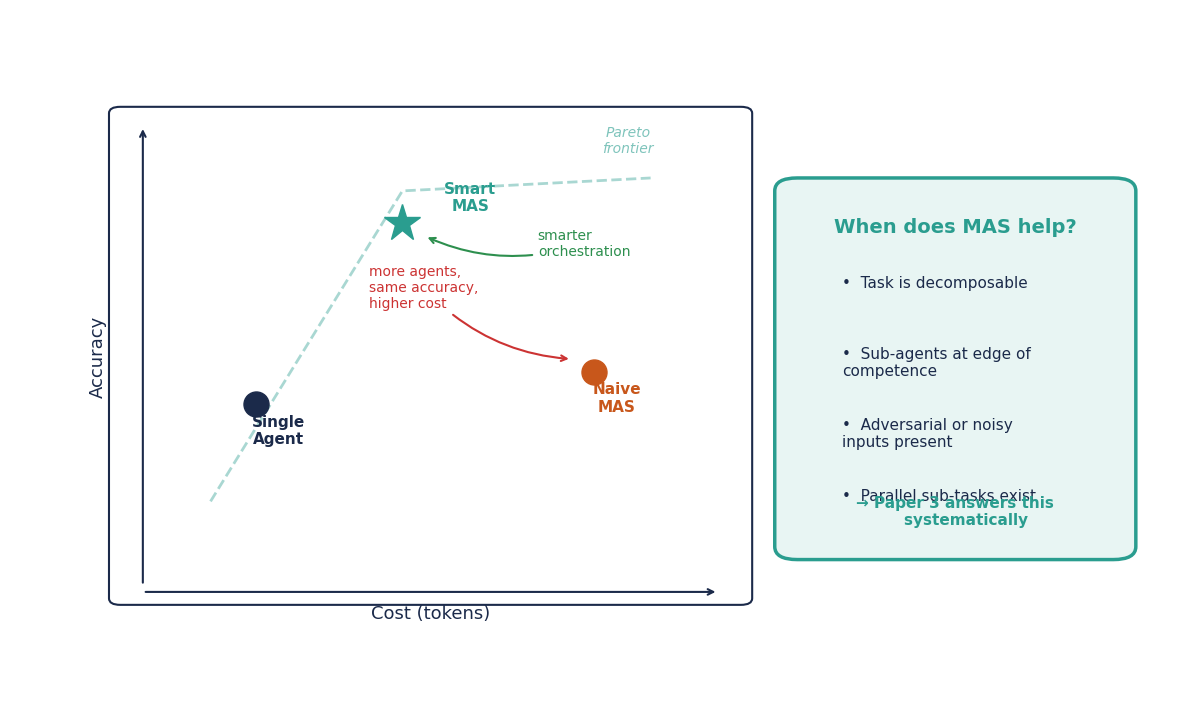 Pareto
frontier
Smart
MAS
smarter
orchestration
more agents,
same accuracy,
higher cost
Naive
MAS
Single
Agent
Accuracy
Cost (tokens)
When does MAS help?
• Task is decomposable
• Sub-agents at edge of
competence
• Adversarial or noisy
inputs present
• Parallel sub-tasks exist
→ Paper 3 answers this
systematically